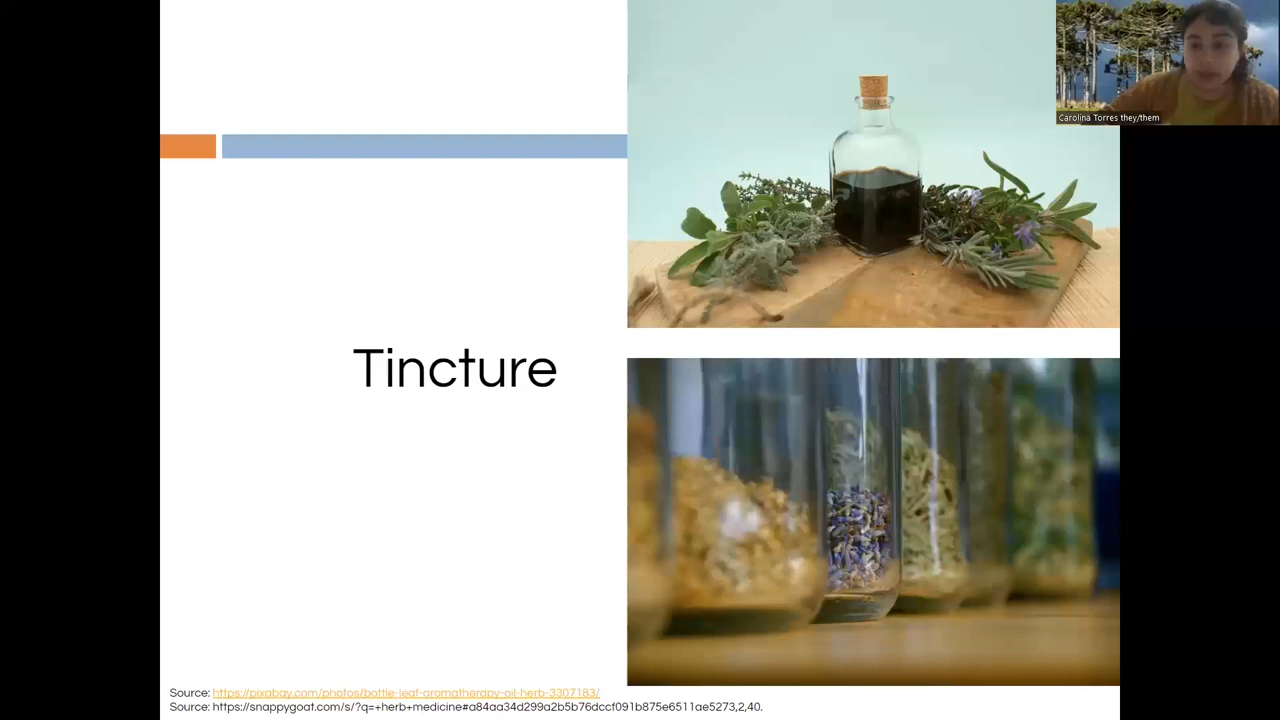 Carolina Torres they/them
Tincture
Source: https://pixabay.com/photos/bottle-leaf-aromatherapy-oil-herb-3307183/
Source: https://snappygoat.com/s/?q=+herb+medicine#a84aa34d299a2b5b76dccf091b875e6511ae5273,2,40.